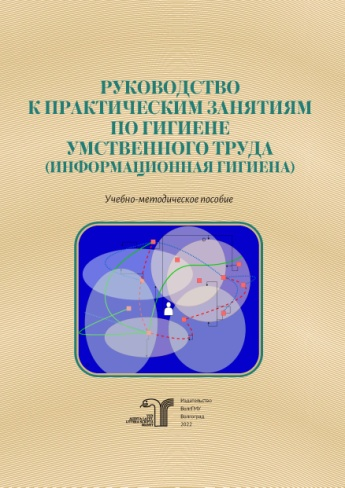 РУКОВОДСТВО
К ПРАКТИЧЕСКИМ ЗАНЯТИЯМ
ПО ГИГИЕНЕ
УМСТВЕННОГО ТРУДА
(ИНФОРМАЦИОННАЯ ГИГИЕНА)
Учебно-методическое пособие
Издательство
ВолгГМУ
Волгоград
2022